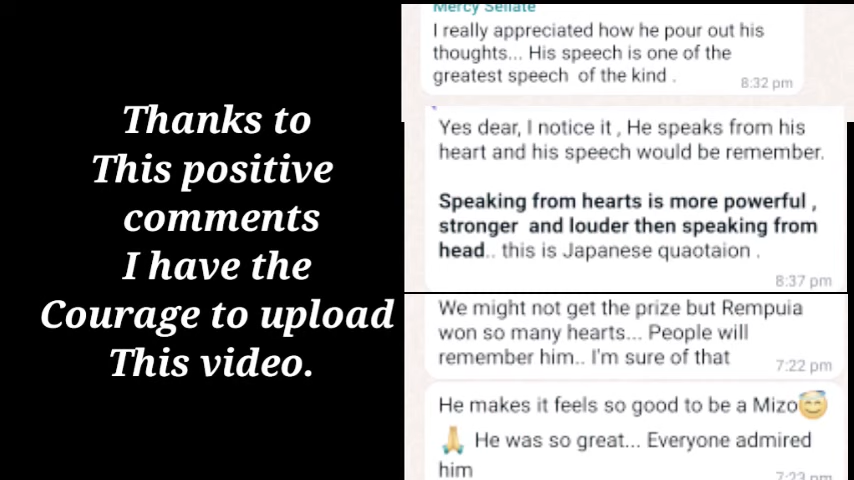 Thanks to
This positive
comments
I have the
Courage to upload
This video.
Mercy Sellate
I really appreciated how he pour out his
thoughts... His speech is one of the
greatest speech of the kind .
8:32 pm
Yes dear, I notice it , He speaks from his
heart and his speech would be remember.
Speaking from hearts is more powerful ,
stronger and louder then speaking from
head.. this is Japanese quaotaion .
8:37 pm
We might not get the prize but Rempuia
won so many hearts... People will
remember him.. I'm sure of that
7:22 pm
He makes it feels so good to be a Mizo😇
🙏 He was so great... Everyone admired
him
7:23 pm